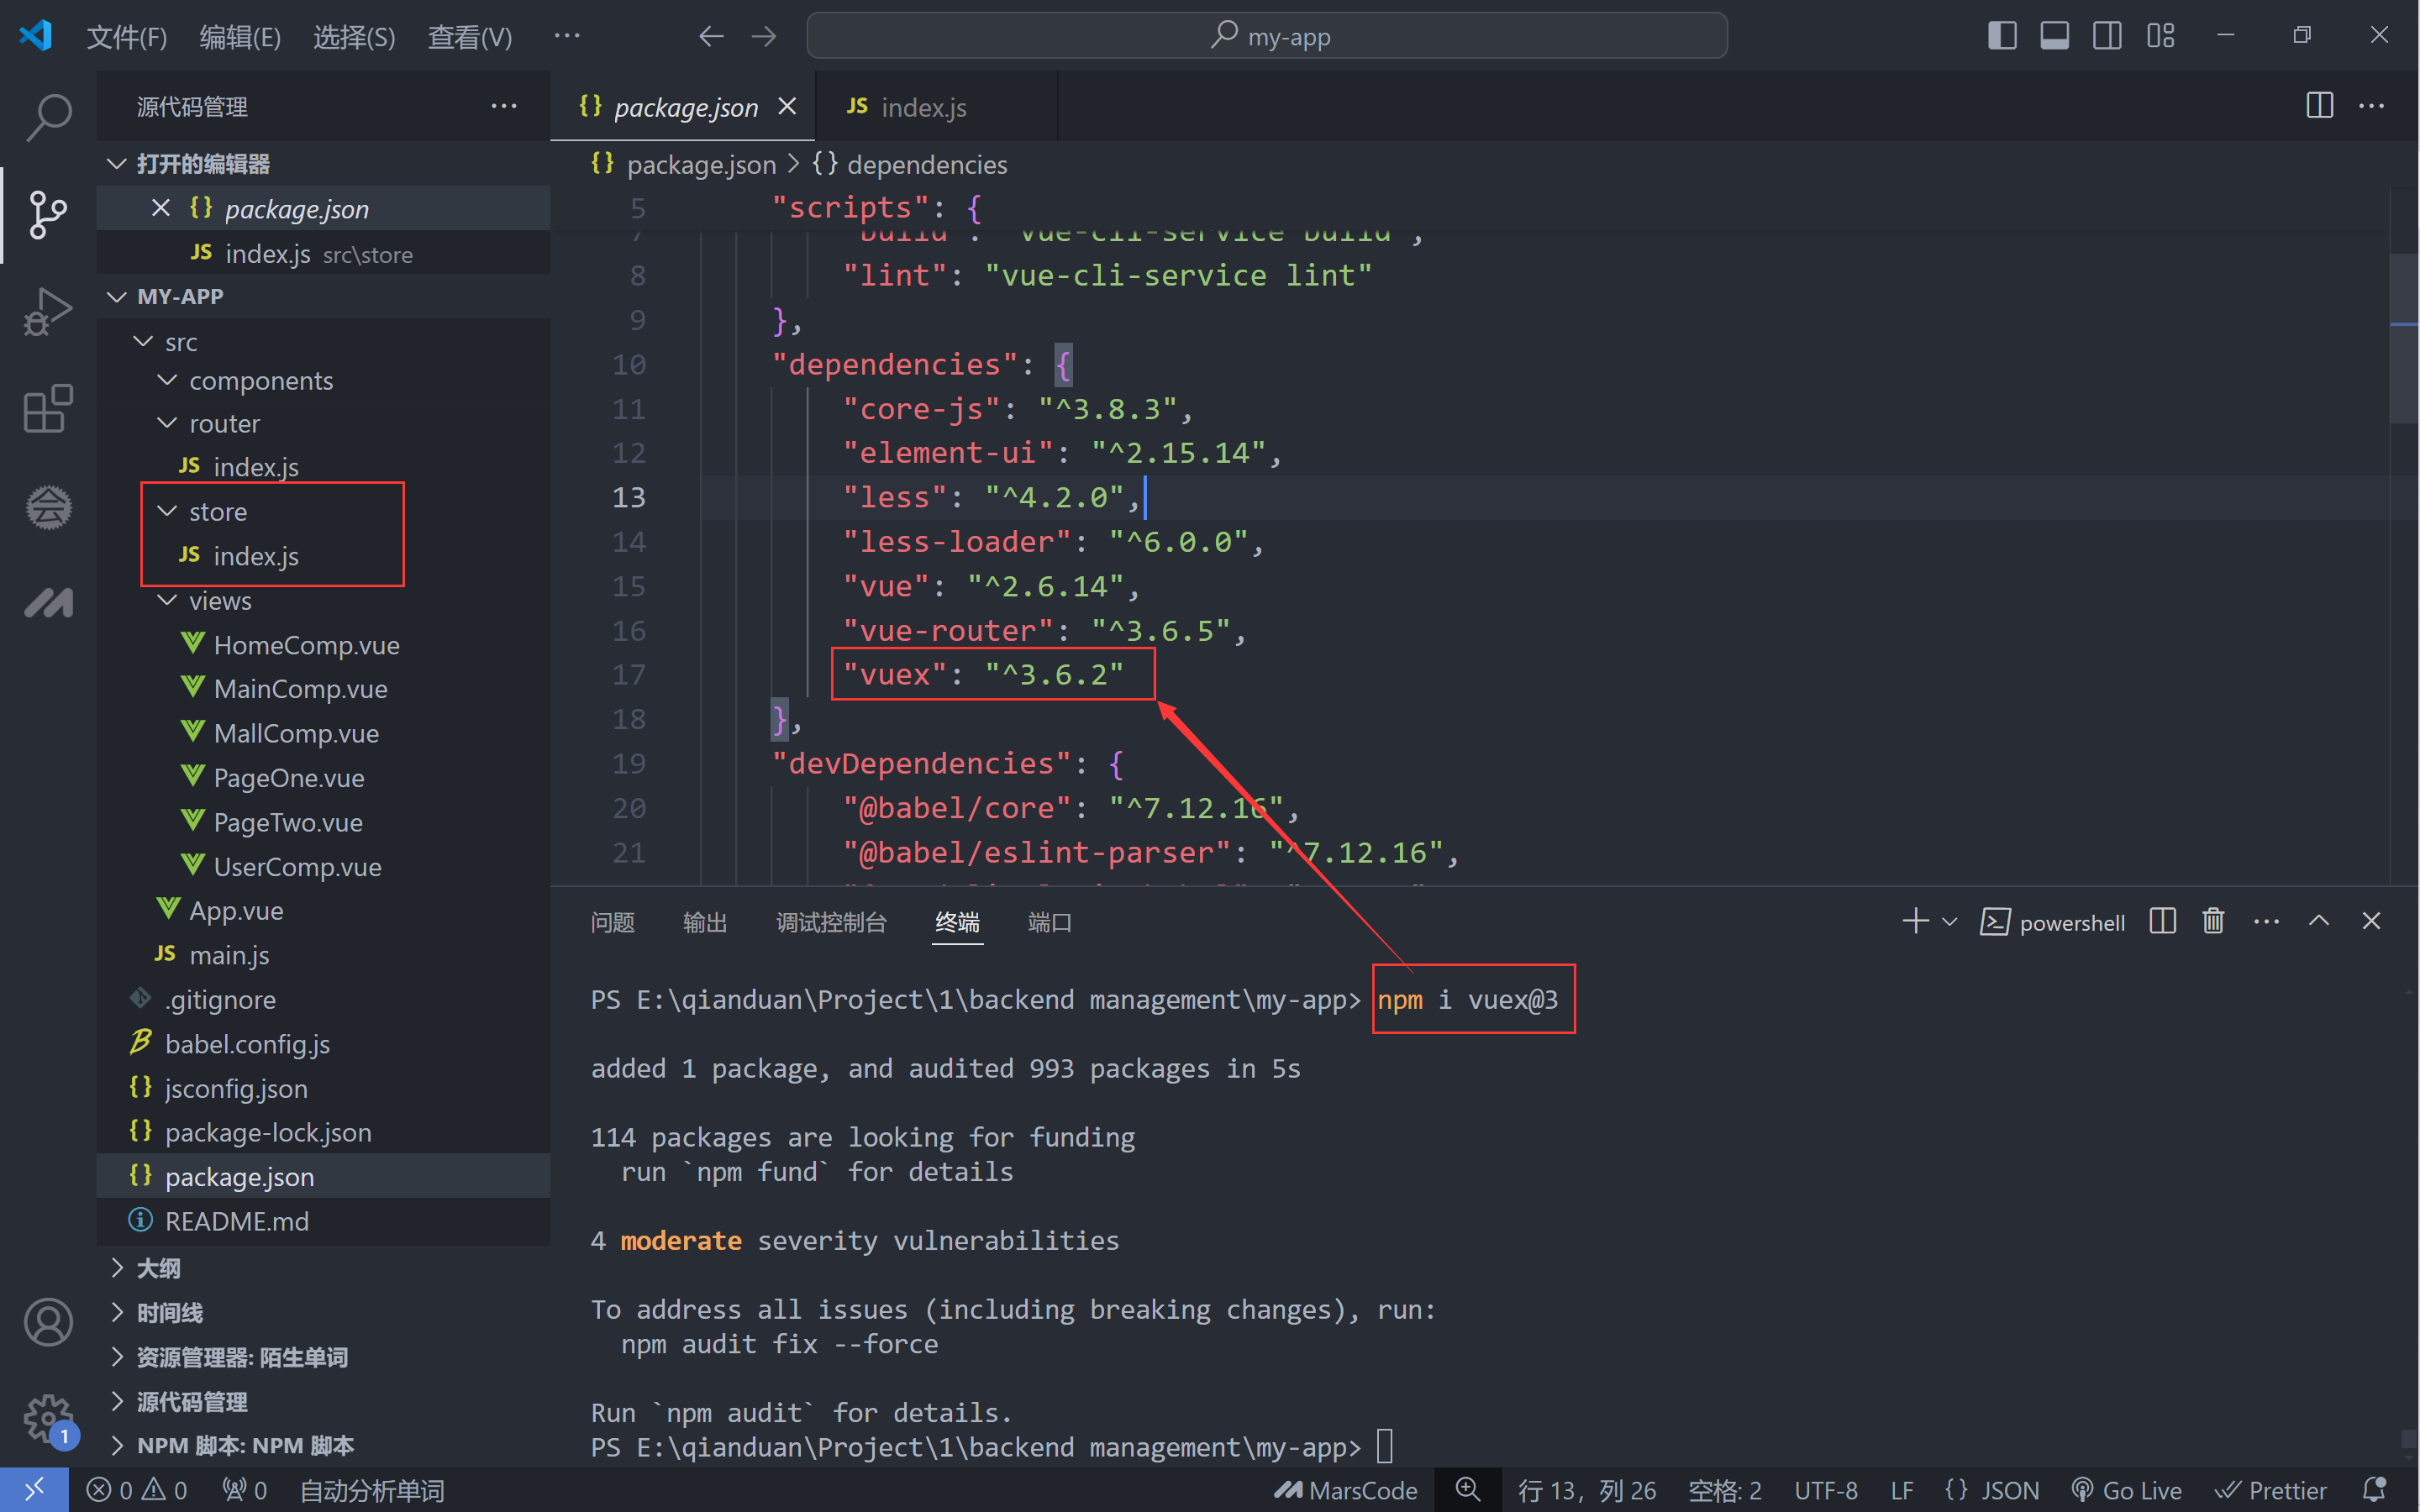 文件(F) 编辑(E) 选择(S) 查看(V) ··· my-app
源代码管理 ···
打开的编辑器
package.json
JS index.js src\store
MY-APP
src
components
router
JS index.js
store
JS index.js
views
HomeComp.vue
MainComp.vue
MallComp.vue
PageOne.vue
PageTwo.vue
UserComp.vue
App.vue
JS main.js
.gitignore
babel.config.js
{} jsconfig.json
{} package-lock.json
{} package.json
README.md
大纲
时间线
资源管理器: 陌生单词
源代码管理
NPM 脚本: NPM 脚本
1
{} package.json JS index.js
{} package.json > {} dependencies
5 "scripts": {
7 "build": "vue-cli-service build",
8 "lint": "vue-cli-service lint"
9 },
10 "dependencies": {
11 "core-js": "^3.8.3",
12 "element-ui": "^2.15.14",
13 "less": "^4.2.0",
14 "less-loader": "^6.0.0",
15 "vue": "^2.6.14",
16 "vue-router": "^3.6.5",
17 "vuex": "^3.6.2"
18 },
19 "devDependencies": {
20 "@babel/core": "^7.12.16",
21 "@babel/eslint-parser": "^7.12.16",
问题 输出 调试控制台 终端 端口 powershell
PS E:\qianduan\Project\1\backend management\my-app> npm i vuex@3
added 1 package, and audited 993 packages in 5s
114 packages are looking for funding
run `npm fund` for details
4 moderate severity vulnerabilities
To address all issues (including breaking changes), run:
npm audit fix --force
Run `npm audit` for details.
PS E:\qianduan\Project\1\backend management\my-app>
0 0 0 自动分析单词 MarsCode 行 13，列 26 空格: 2 UTF-8 LF {} JSON Go Live Prettier